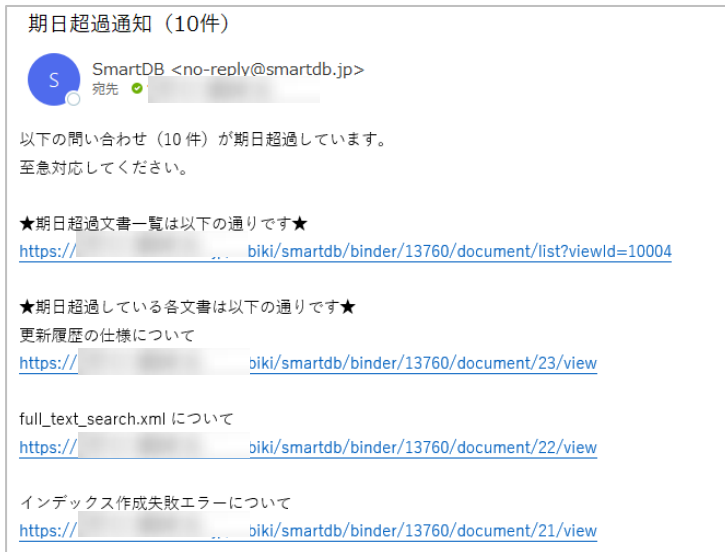 期日超過通知（10件）
S
SmartDB <no-reply@smartdb.jp>
宛先
以下の問い合わせ（10 件）が期日超過しています。
至急対応してください。
★期日超過文書一覧は以下の通りです★
https:// biki/smartdb/binder/13760/document/list?viewId=10004
★期日超過している各文書は以下の通りです★
更新履歴の仕様について
https:// biki/smartdb/binder/13760/document/23/view
full_text_search.xml について
https:// biki/smartdb/binder/13760/document/22/view
インデックス作成失敗エラーについて
https:// biki/smartdb/binder/13760/document/21/view